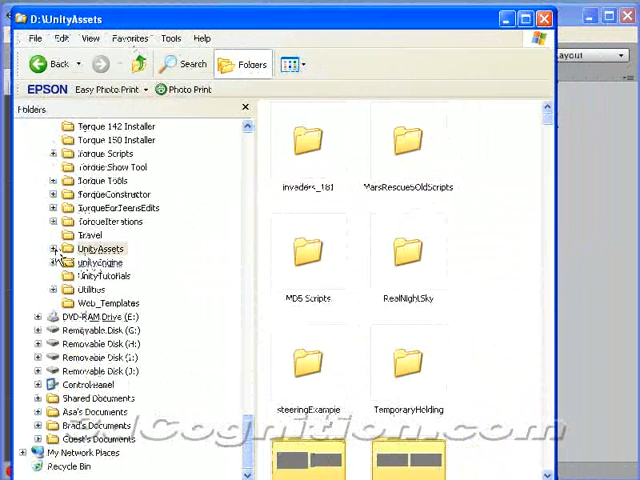 D:\UnityAssets
File Edit View Favorites Tools Help
Back Search Folders
Layout
EPSON Easy Photo Print Photo Print
Folders
Torque 142 Installer
Torque 150 Installer
Torque Scripts
Torque Show Tool
Torque Tools
TorqueConstructor
TorqueForTeensEdits
TorqueIterations
Travel
UnityAssets
unityEngine
UnityTutorials
Utilities
Web_Templates
DVD-RAM Drive (E:)
Removable Disk (G:)
Removable Disk (H:)
Removable Disk (I:)
Removable Disk (J:)
Control Panel
Shared Documents
Asa's Documents
Brad's Documents
Guest's Documents
My Network Places
Recycle Bin
invaders_181 MarsRescue5OldScripts
MD5 Scripts RealNightSky
steeringExample TemporaryHolding
Cognition.com